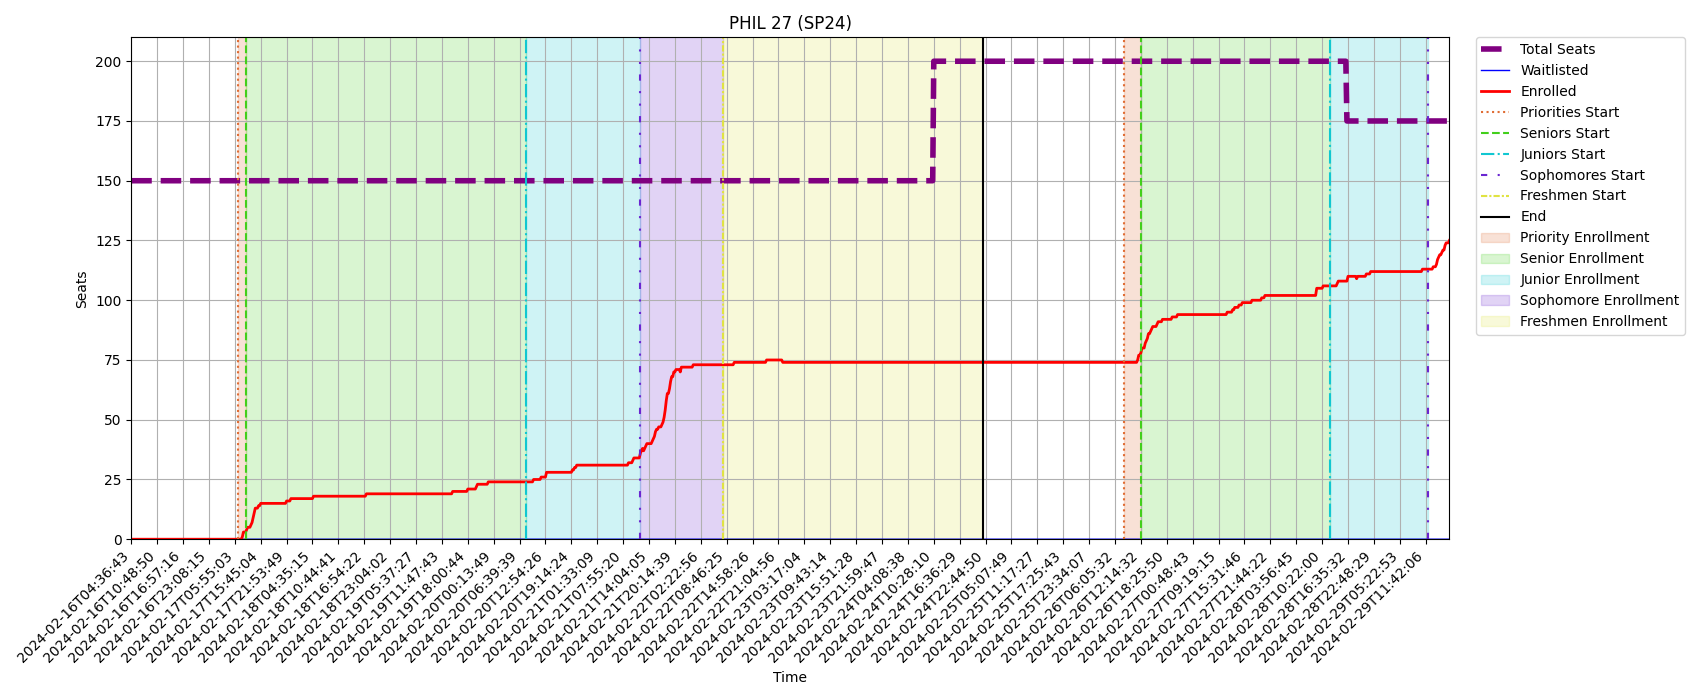 PHIL 27 (SP24)
Seats
200
175
150
125
100
75
50
25
0
2024-02-16T04:36:43
2024-02-16T10:48:50
2024-02-16T16:57:16
2024-02-16T23:08:15
2024-02-17T05:55:03
2024-02-17T15:45:04
2024-02-17T21:53:49
2024-02-18T04:35:15
2024-02-18T10:44:41
2024-02-18T16:54:22
2024-02-18T23:04:02
2024-02-19T05:37:27
2024-02-19T11:47:43
2024-02-19T18:00:44
2024-02-20T00:13:49
2024-02-20T06:39:39
2024-02-20T12:54:26
2024-02-20T19:14:24
2024-02-21T01:33:09
2024-02-21T07:55:20
2024-02-21T14:04:05
2024-02-21T20:14:39
2024-02-22T02:22:56
2024-02-22T08:46:25
2024-02-22T14:58:26
2024-02-22T21:04:56
2024-02-23T03:17:04
2024-02-23T09:43:14
2024-02-23T15:51:28
2024-02-23T21:59:47
2024-02-24T04:08:38
2024-02-24T10:28:10
2024-02-24T16:36:29
2024-02-24T22:44:50
2024-02-25T05:07:49
2024-02-25T11:17:27
2024-02-25T17:25:43
2024-02-25T23:34:07
2024-02-26T06:05:32
2024-02-26T12:14:32
2024-02-26T18:25:50
2024-02-27T00:48:43
2024-02-27T09:19:15
2024-02-27T15:31:46
2024-02-27T21:44:22
2024-02-28T03:56:45
2024-02-28T10:22:00
2024-02-28T16:35:32
2024-02-28T22:48:29
2024-02-29T05:22:53
2024-02-29T11:42:06
Time
Total Seats
Waitlisted
Enrolled
Priorities Start
Seniors Start
Juniors Start
Sophomores Start
Freshmen Start
End
Priority Enrollment
Senior Enrollment
Junior Enrollment
Sophomore Enrollment
Freshmen Enrollment